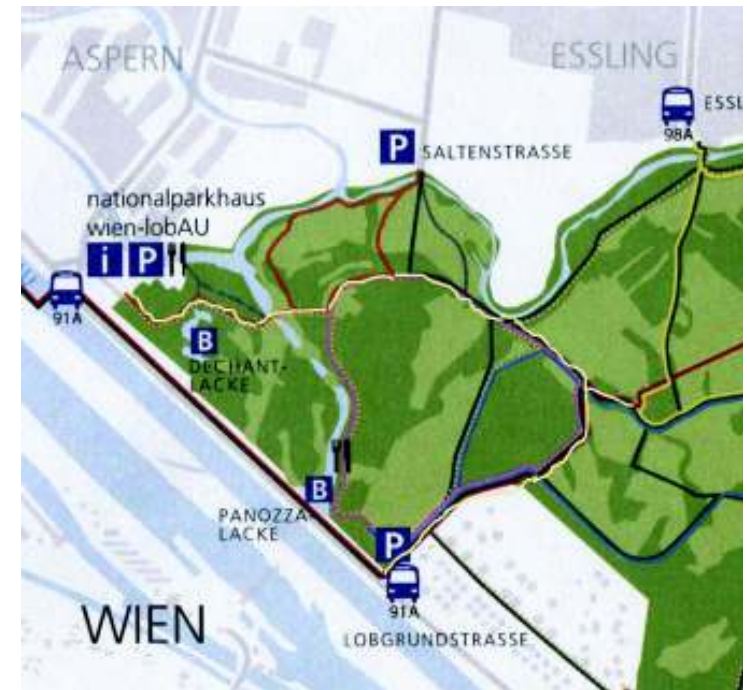 ASPERN
ESSLING
ESSL
98A
P SALTENSTRASSE
nationalparkhaus
wien-lobAU
i P
91A
B
DECHANT-
LACKE
B
PANOZZA-
LACKE
P
91A
WIEN
LOBGRUNDSTRASSE